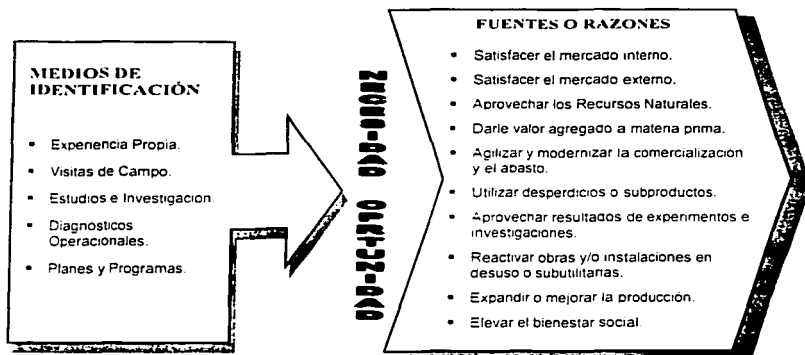 MEDIOS DE
IDENTIFICACIÓN
• Experiencia Propia.
• Visitas de Campo.
• Estudios e Investigacion.
• Diagnosticos
Operacionales.
• Planes y Programas.
FUENTES O RAZONES
• Satisfacer el mercado interno.
• Satisfacer el mercado externo.
• Aprovechar los Recursos Naturales.
• Darle valor agregado a materia prima.
• Agilizar y modernizar la comercialización
y el abasto.
• Utilizar desperdicios o subproductos.
• Aprovechar resultados de experimentos e
investigaciones.
• Reactivar obras y/o instalaciones en
desuso o subutilitarias.
• Expandir o mejorar la producción.
• Elevar el bienestar social.